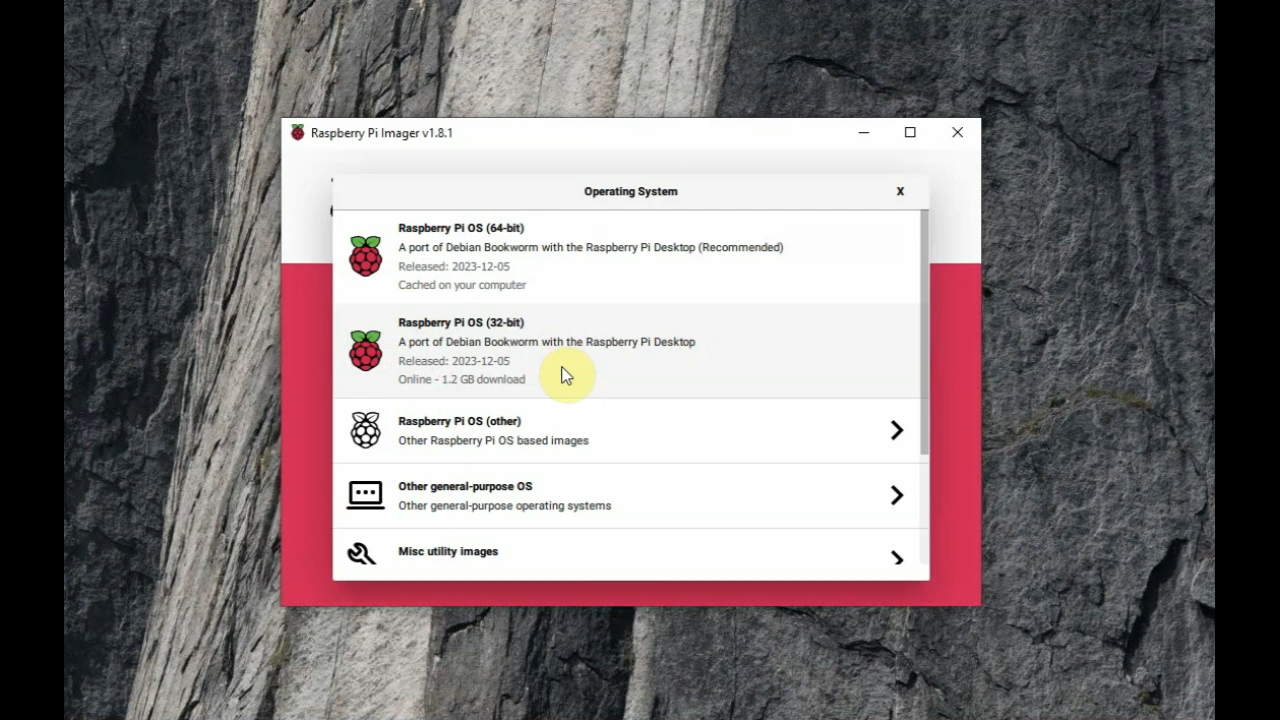 Raspberry Pi Imager v1.8.1
Operating System
X
Raspberry Pi OS (64-bit)
A port of Debian Bookworm with the Raspberry Pi Desktop (Recommended)
Released: 2023-12-05
Cached on your computer
Raspberry Pi OS (32-bit)
A port of Debian Bookworm with the Raspberry Pi Desktop
Released: 2023-12-05
Online - 1.2 GB download
Raspberry Pi OS (other)
Other Raspberry Pi OS based images
Other general-purpose OS
Other general-purpose operating systems
Misc utility images